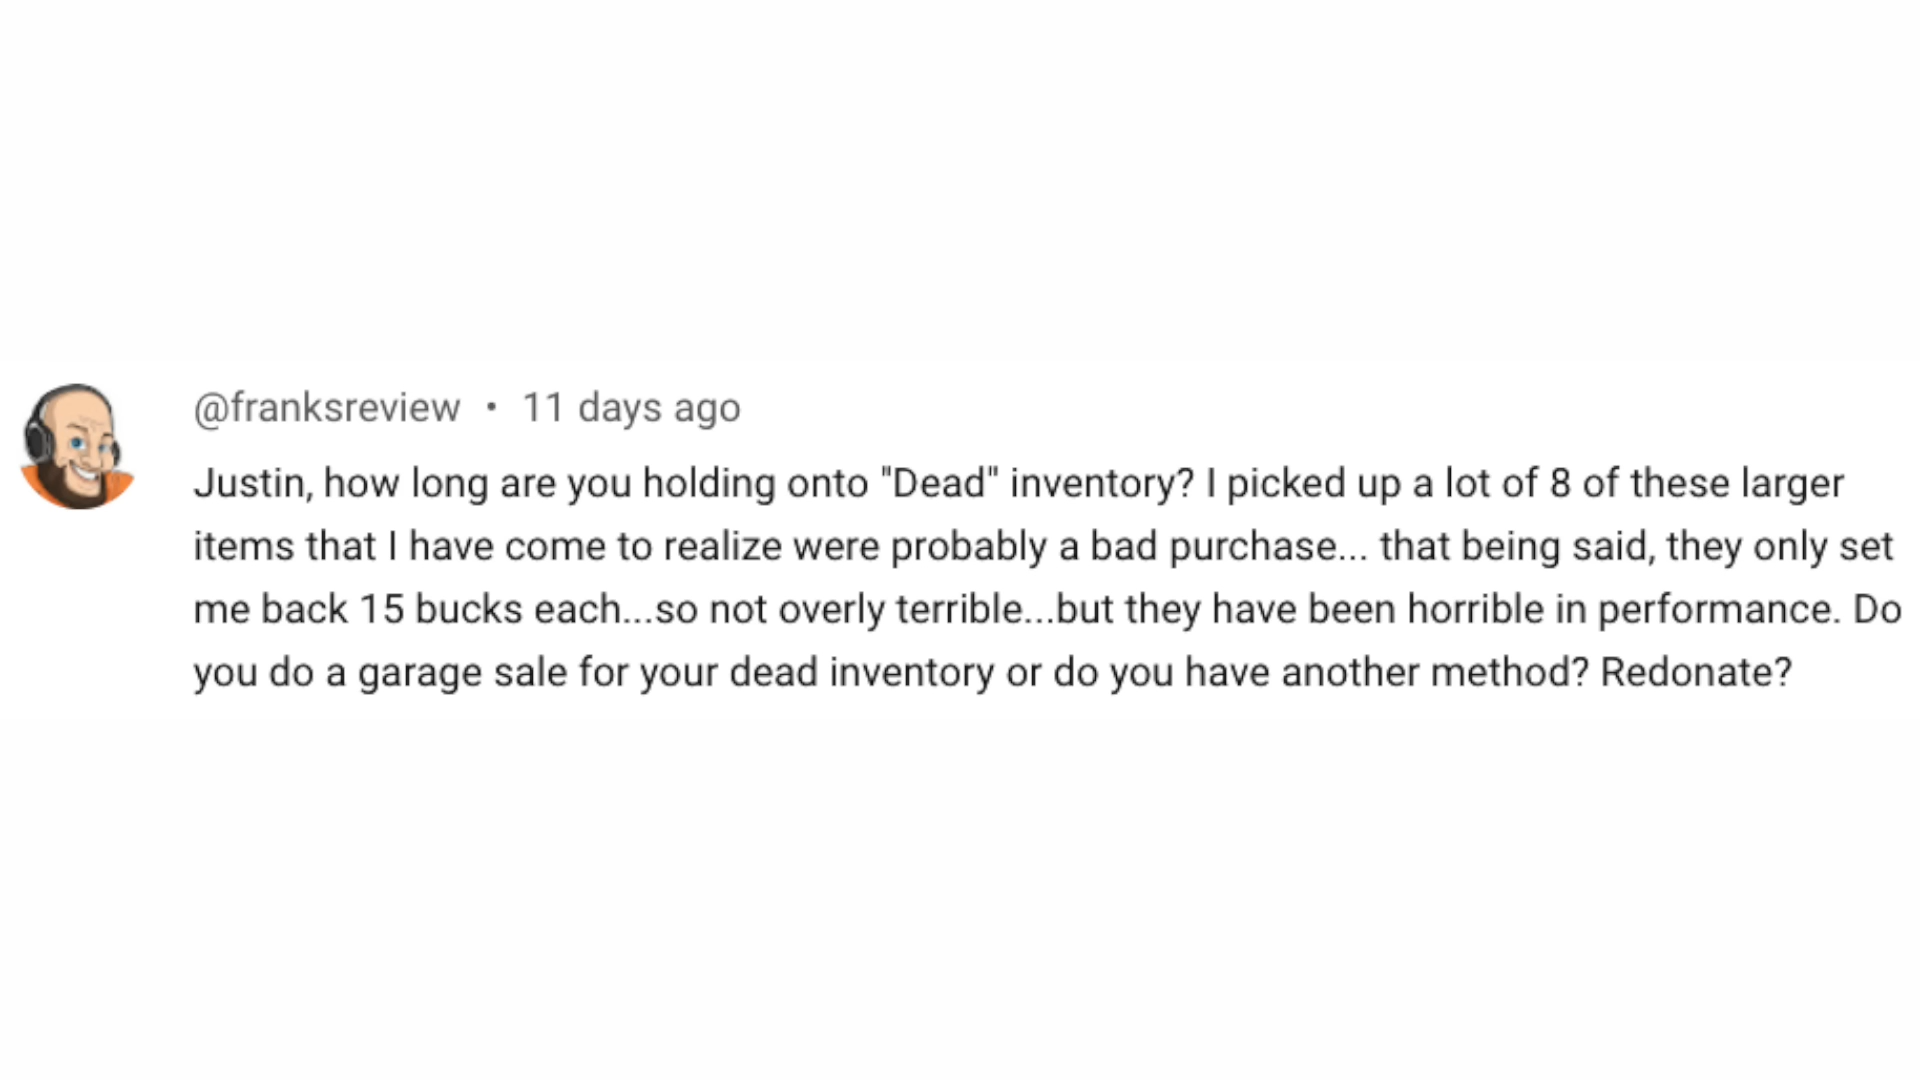 @franksreview • 11 days ago
Justin, how long are you holding onto "Dead" inventory? I picked up a lot of 8 of these larger
items that I have come to realize were probably a bad purchase... that being said, they only set
me back 15 bucks each...so not overly terrible...but they have been horrible in performance. Do
you do a garage sale for your dead inventory or do you have another method? Redonate?